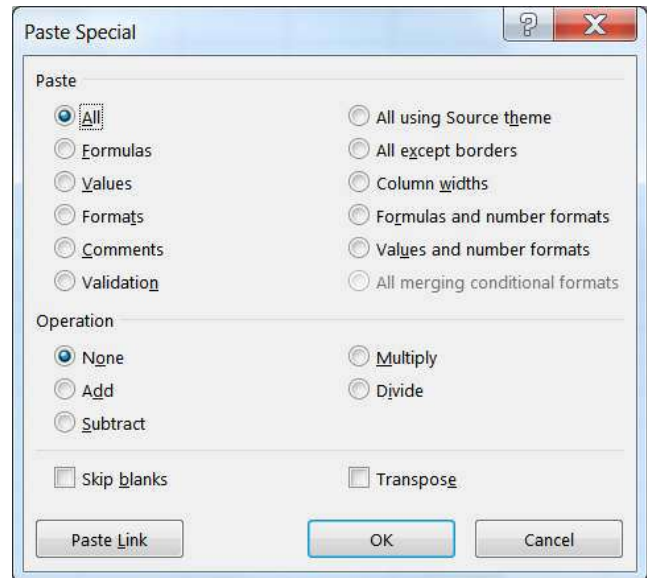 Paste Special
Paste
All
All using Source theme
Formulas
All except borders
Values
Column widths
Formats
Formulas and number formats
Comments
Values and number formats
Validation
All merging conditional formats
Operation
None
Multiply
Add
Divide
Subtract
Skip blanks
Transpose
Paste Link
OK
Cancel